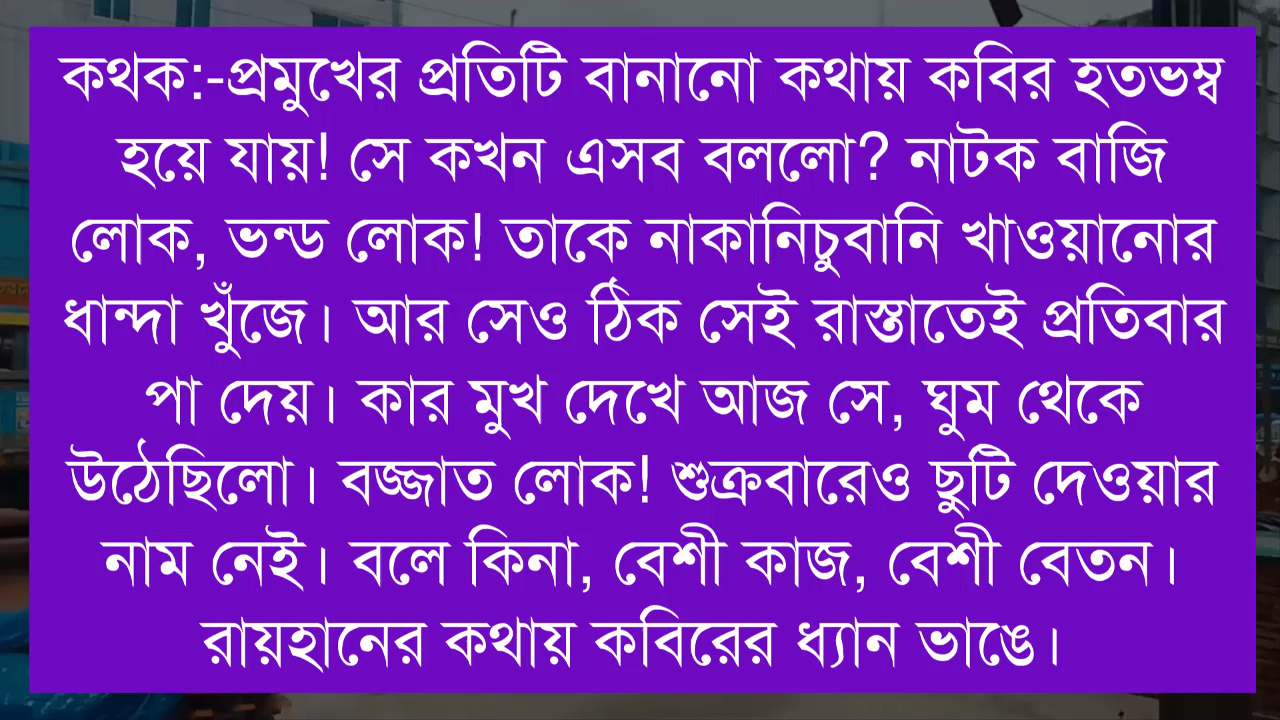 কথক:-প্রমুখের প্রতিটি বানানো কথায় কবির হতভম্ব
হয়ে যায়! সে কখন এসব বললো? নাটক বাজি
লোক, ভন্ড লোক! তাকে নাকানিচুবানি খাওয়ানোর
ধান্দা খুঁজে। আর সেও ঠিক সেই রাস্তাতেই প্রতিবার
পা দেয়। কার মুখ দেখে আজ সে, ঘুম থেকে
উঠেছিলো। বজ্জাত লোক! শুক্রবারেও ছুটি দেওয়ার
নাম নেই। বলে কিনা, বেশী কাজ, বেশী বেতন।
রায়হানের কথায় কবিরের ধ্যান ভাঙে।